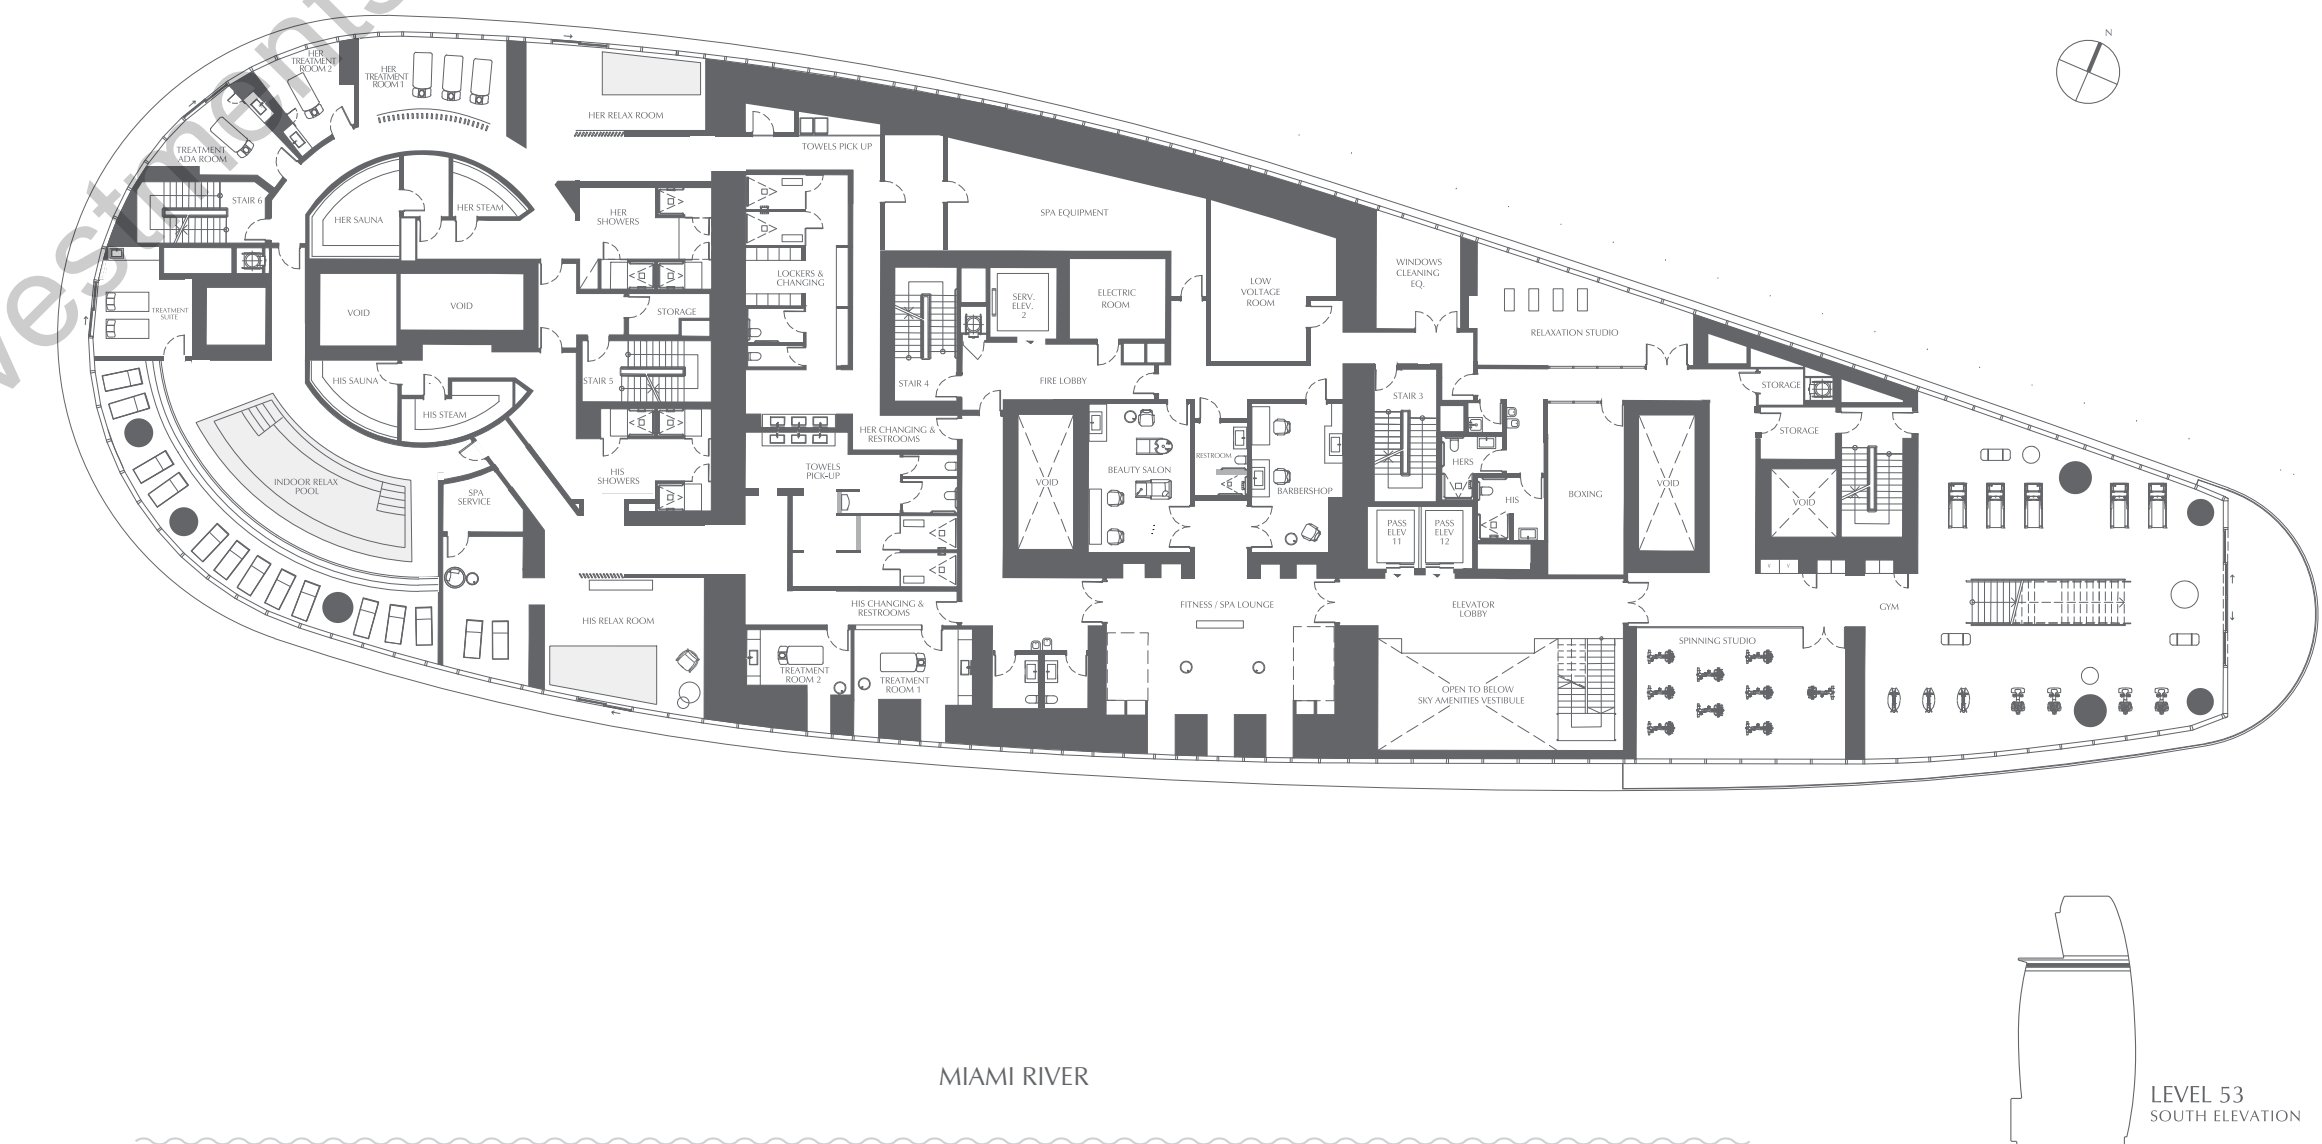 vestments
N
HER
TREATMENT
ROOM 2
HER
TREATMENT
ROOM 1
HER RELAX ROOM
TOWELS PICK UP
TREATMENT
ADA ROOM
STAIR 6
HER SAUNA
HER STEAM
HER
SHOWERS
SPA EQUIPMENT
LOCKERS &
CHANGING
WINDOWS
CLEANING
EQ.
LOW
VOLTAGE
ROOM
ELECTRIC
ROOM
SERV.
ELEV.
2
VOID
VOID
STORAGE
TREATMENT
SUITE
RELAXATION STUDIO
HIS SAUNA
STAIR 5
STAIR 4
FIRE LOBBY
STAIR 3
STORAGE
HIS STEAM
HER CHANGING &
RESTROOMS
STORAGE
INDOOR RELAX
POOL
HIS
SHOWERS
TOWELS
PICK-UP
VOID
BEAUTY SALON
RESTROOM
BARBERSHOP
HERS
HIS
BOXING
VOID
VOID
SPA
SERVICE
PASS
ELEV
11
PASS
ELEV
12
HIS RELAX ROOM
HIS CHANGING &
RESTROOMS
FITNESS / SPA LOUNGE
ELEVATOR
LOBBY
GYM
SPINNING STUDIO
TREATMENT
ROOM 2
TREATMENT
ROOM 1
OPEN TO BELOW
SKY AMENITIES VESTIBULE
MIAMI RIVER
LEVEL 53
SOUTH ELEVATION